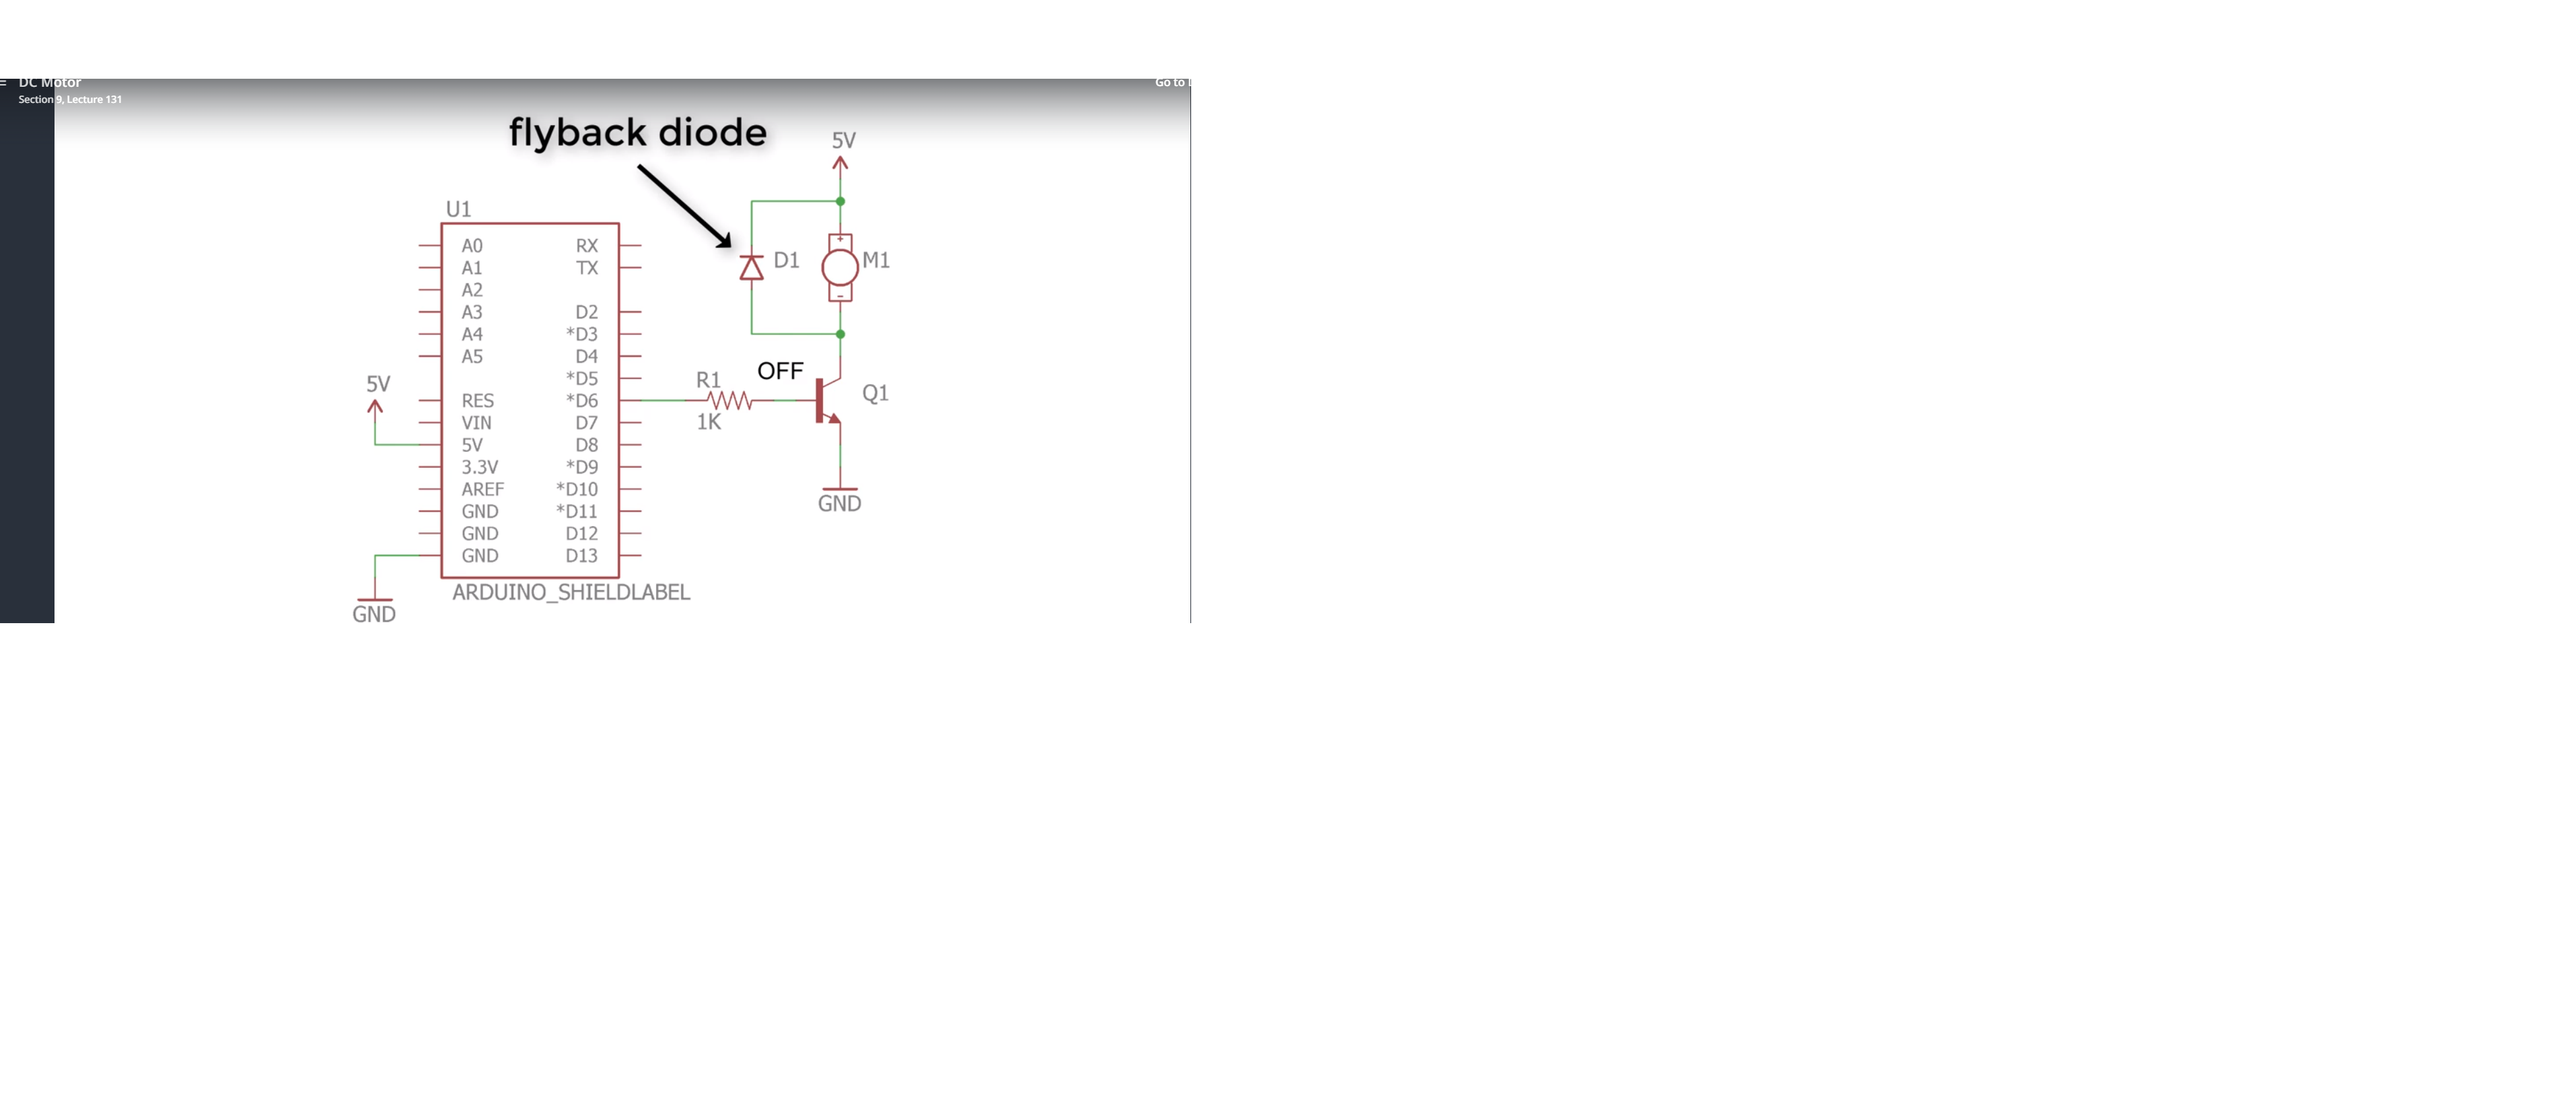 DC Motor
Section 9, Lecture 131
Go to
flyback diode
5V
U1
A0 RX
A1 TX
A2
A3 D2
A4 *D3
A5 D4
*D5
RES *D6
VIN D7
5V D8
3.3V *D9
AREF *D10
GND *D11
GND D12
GND D13
ARDUINO_SHIELDLABEL
5V
GND
D1
+
M1
-
OFF
R1
1K
Q1
GND